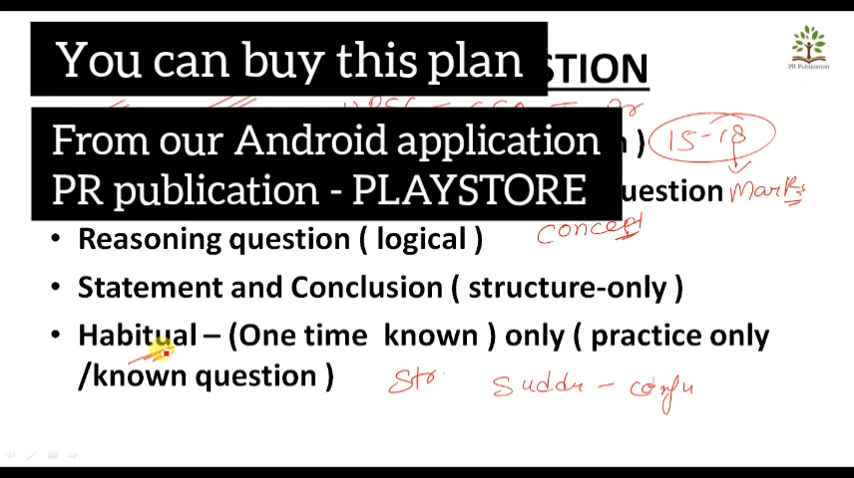 You can buy this plan
STION
PR Publication
From our Android application
n ) 15-18
PR publication - PLAYSTORE
uestion Marks
• Reasoning question ( logical )
concept
• Statement and Conclusion ( structure-only )
• Habitual – (One time known ) only ( practice only
/known question )
Str